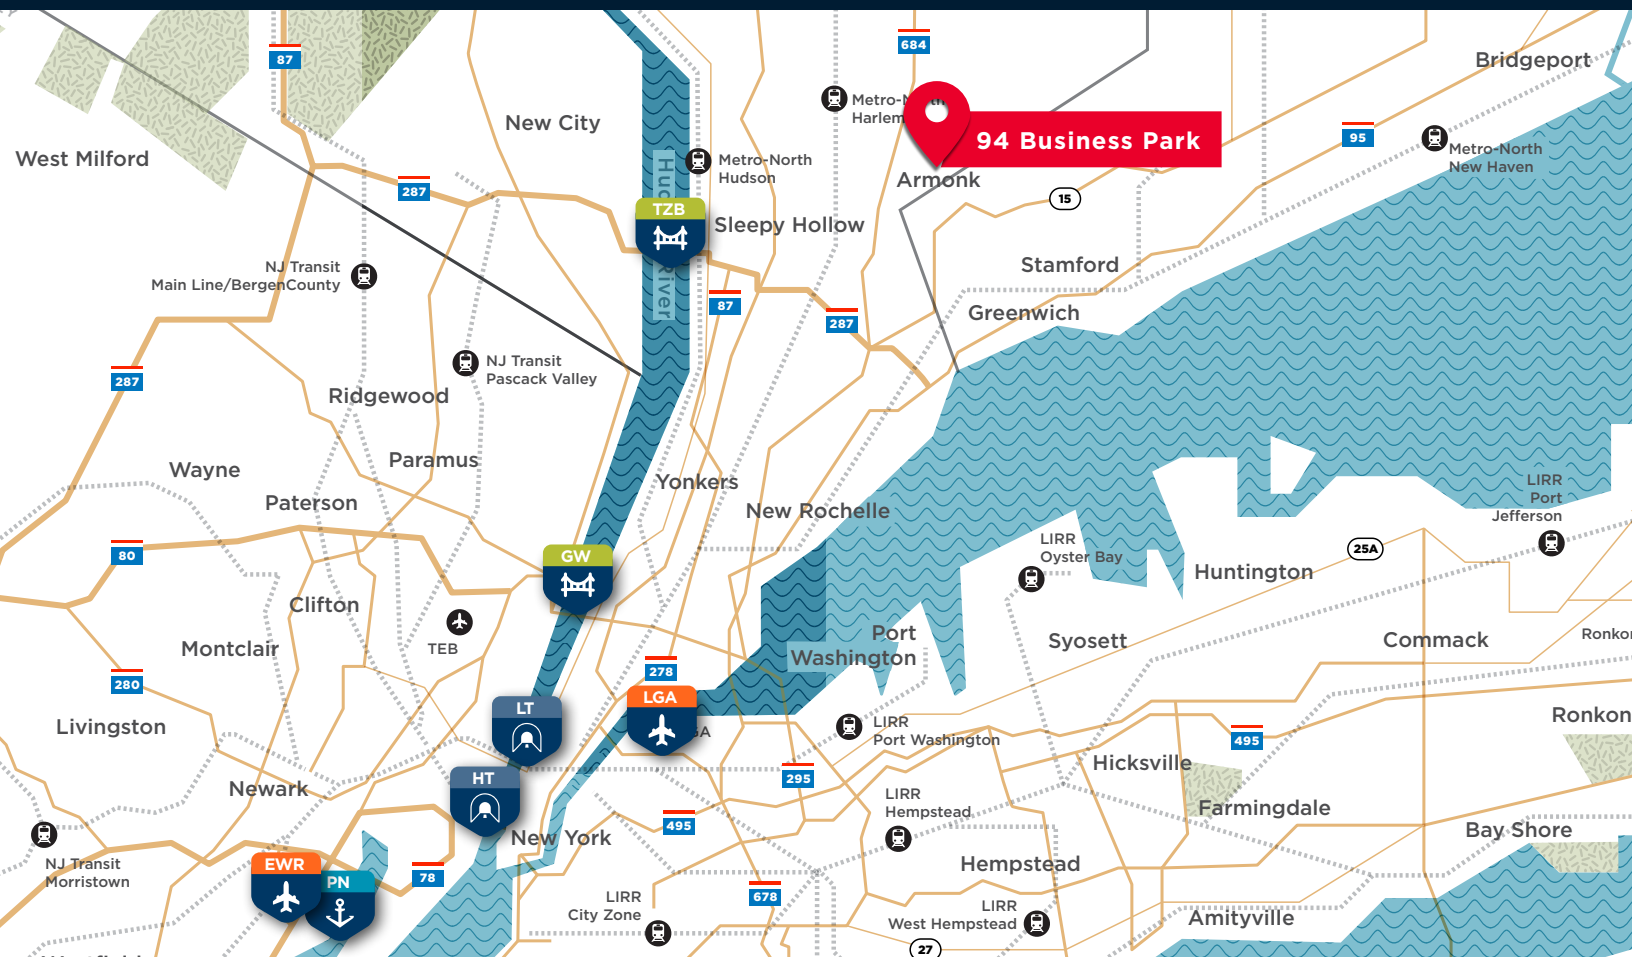 87
684
Bridgeport
New City
Metro-North
Harlem
94 Business Park
95
Metro-North
New Haven
West Milford
Metro-North
Hudson
287
Armonk
15
TZB
Sleepy Hollow
River
NJ Transit
Main Line/BergenCounty
Stamford
87
Greenwich
287
NJ Transit
Pascack Valley
287
Ridgewood
Paramus
Wayne
Yonkers
Paterson
New Rochelle
LIRR
Port
Jefferson
80
GW
LIRR
Oyster Bay
25A
Huntington
Clifton
TEB
Montclair
Port
Washington
Syosett
Commack
278
280
LGA
LT
Livingston
LIRR
Port Washington
495
Ronkon
Hicksville
HT
295
Newark
LIRR
Hempstead
Farmingdale
495
New York
Bay Shore
NJ Transit
Morristown
EWR
PN
78
Hempstead
678
LIRR
City Zone
LIRR
West Hempstead
Amityville
27